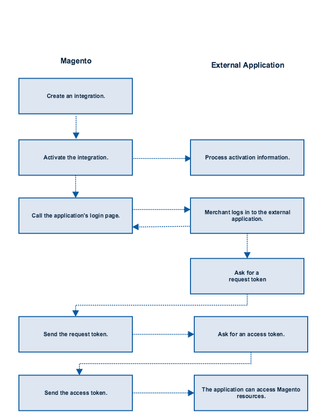 Magento
External Application
Create an integration.
Activate the integration.
Process activation information.
Call the application's login page.
Merchant logs in to the external
application.
Ask for a
request token
Send the request token.
Ask for an access token.
Send the access token.
The application can access Magento
resources.